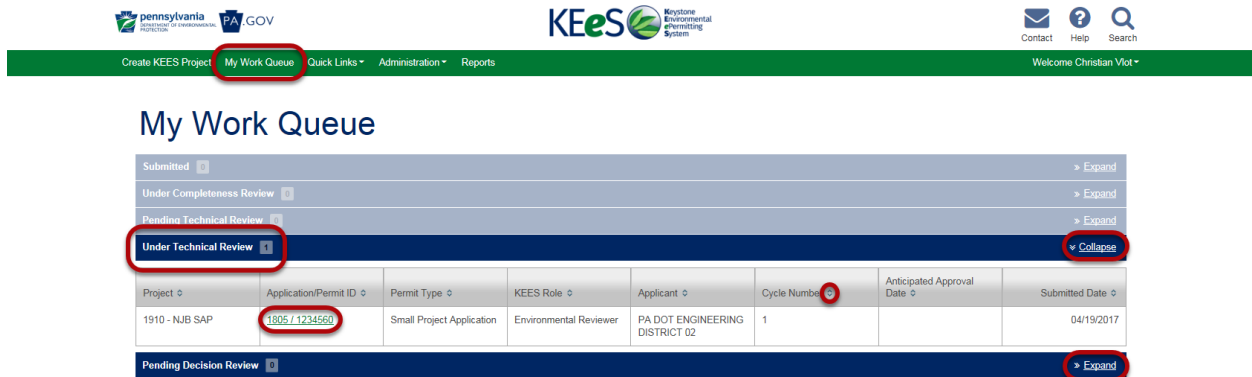 pennsylvania PA.GOV
DEPARTMENT OF ENVIRONMENTAL
PROTECTION
KEeS Keystone
Environmental
ePermitting
System
Contact Help Search
Create KEES Project My Work Queue Quick Links Administration Reports Welcome Christian Vlot
My Work Queue
Submitted 0 » Expand
Under Completeness Review 0 » Expand
Pending Technical Review 0 » Expand
Under Technical Review 1 Collapse
Project Application/Permit ID Permit Type KEES Role Applicant Cycle Number Anticipated Approval Date Submitted Date
1910 - NJB SAP 1805 / 1234560 Small Project Application Environmental Reviewer PA DOT ENGINEERING DISTRICT 02 1 04/19/2017
Pending Decision Review 0 » Expand